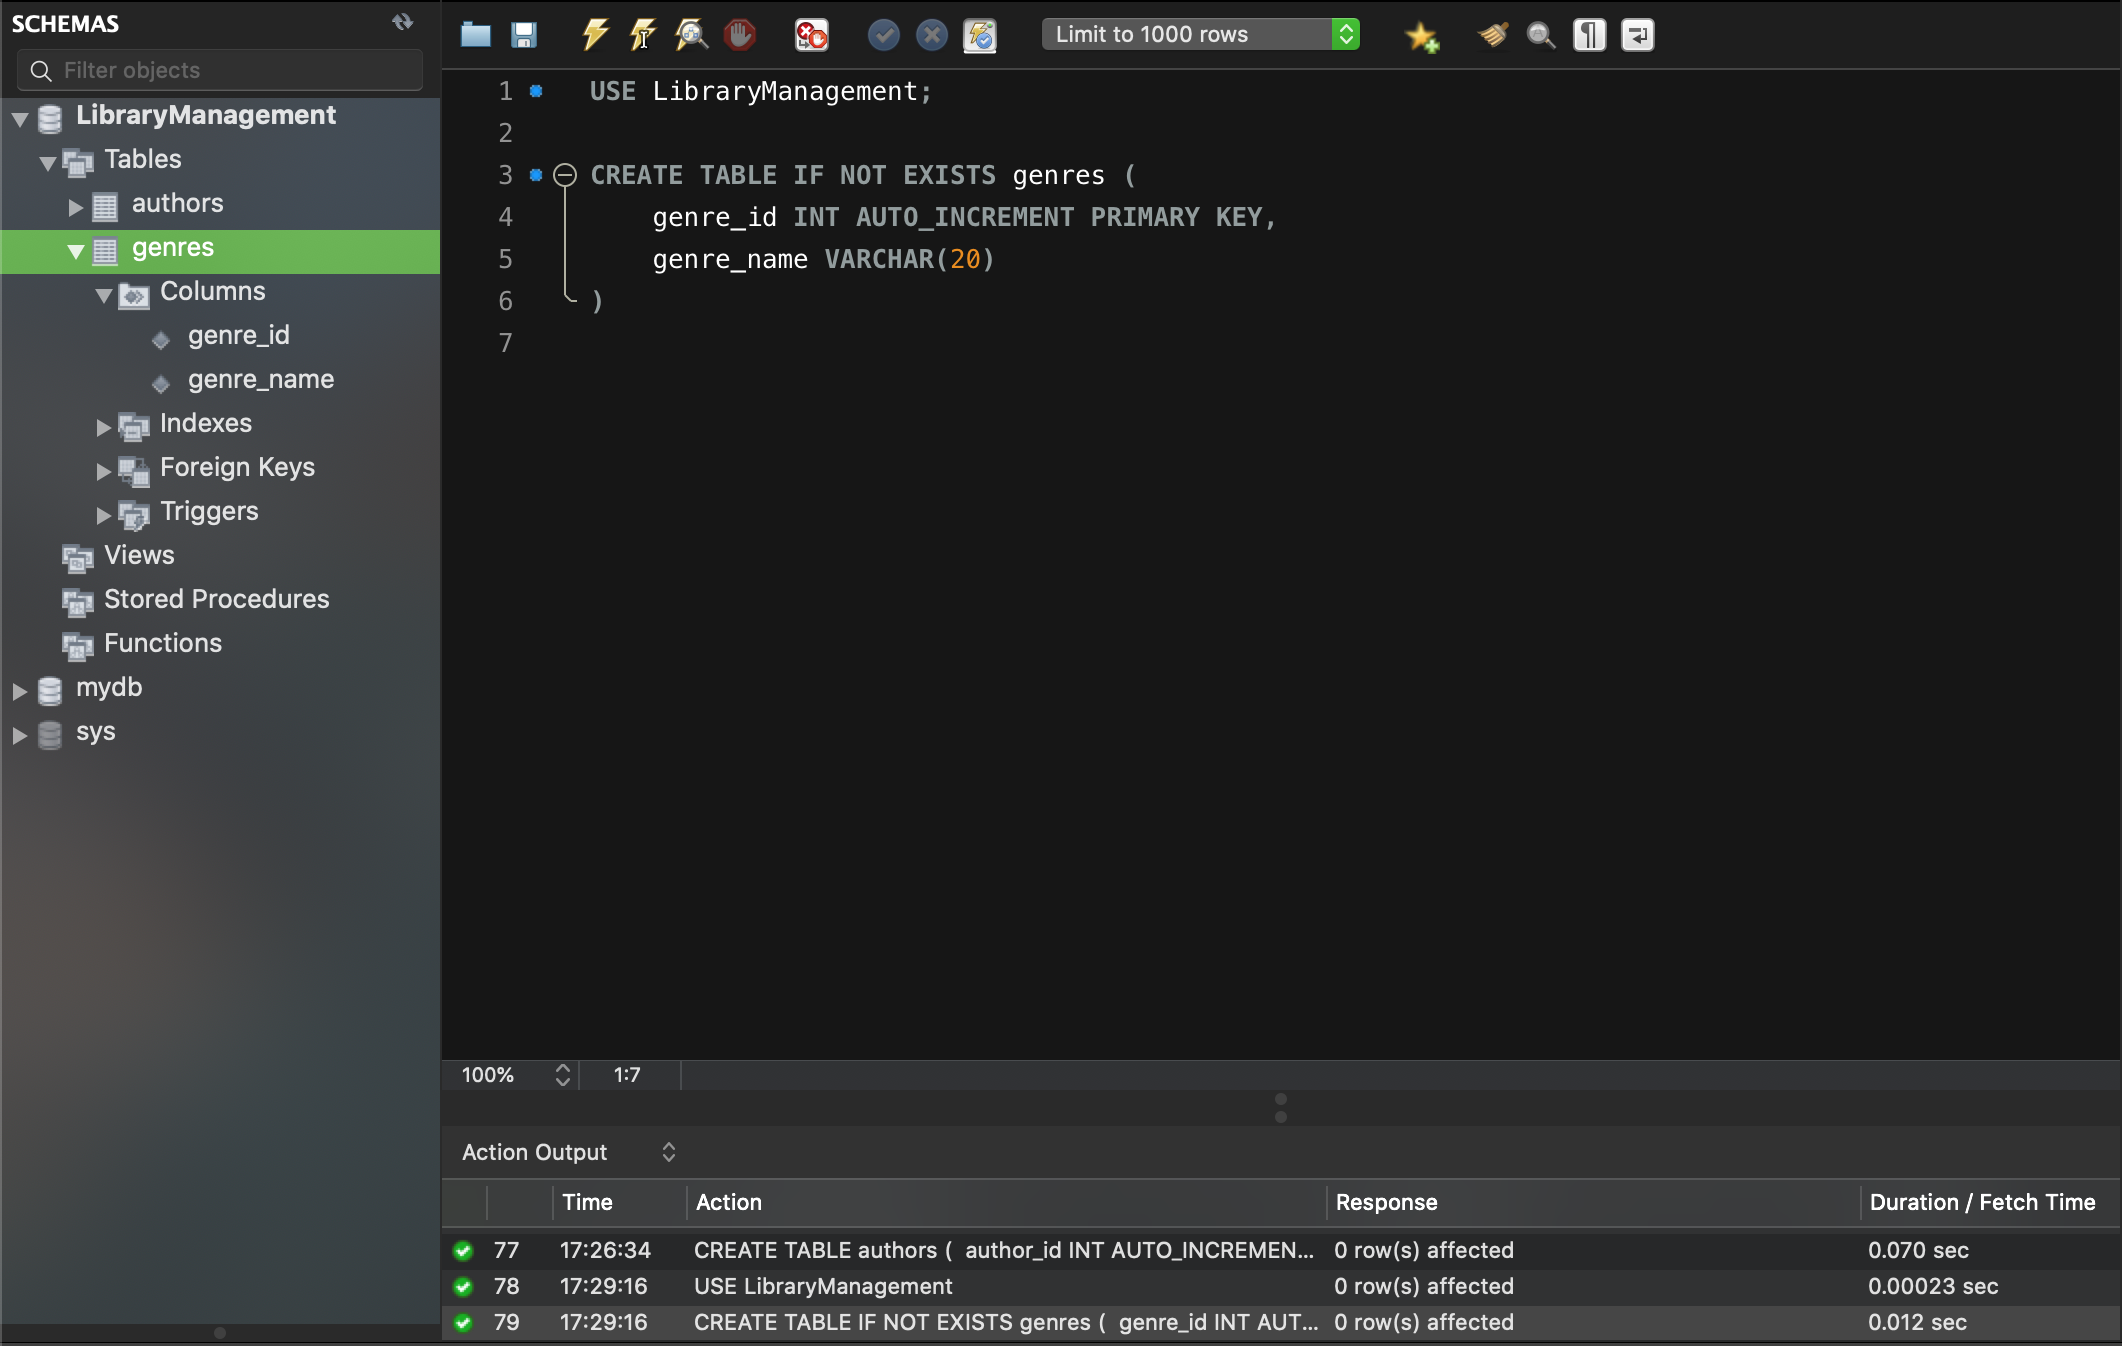 SCHEMAS
Filter objects
LibraryManagement
Tables
authors
genres
Columns
genre_id
genre_name
Indexes
Foreign Keys
Triggers
Views
Stored Procedures
Functions
mydb
sys
Limit to 1000 rows
1 USE LibraryManagement;
2
3 CREATE TABLE IF NOT EXISTS genres (
4 genre_id INT AUTO_INCREMENT PRIMARY KEY,
5 genre_name VARCHAR(20)
6 )
7
100% 1:7
Action Output
Time Action Response Duration / Fetch Time
77 17:26:34 CREATE TABLE authors ( author_id INT AUTO_INCREMEN... 0 row(s) affected 0.070 sec
78 17:29:16 USE LibraryManagement 0 row(s) affected 0.00023 sec
79 17:29:16 CREATE TABLE IF NOT EXISTS genres ( genre_id INT AUT... 0 row(s) affected 0.012 sec